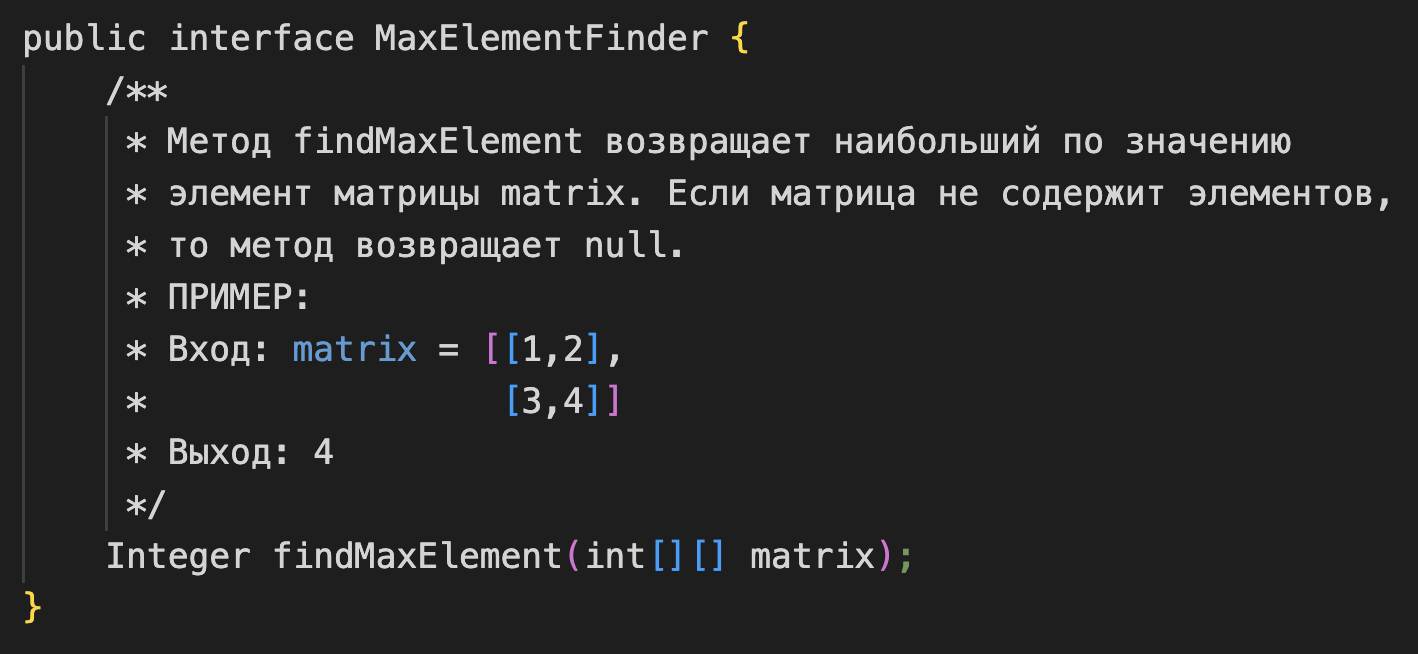 public interface MaxElementFinder {
    /**
     * Метод findMaxElement возвращает наибольший по значению
     * элемент матрицы matrix. Если матрица не содержит элементов,
     * то метод возвращает null.
     * ПРИМЕР:
     * Вход: matrix = [[1,2],
     *                 [3,4]]
     * Выход: 4
     */
    Integer findMaxElement(int[][] matrix);
}